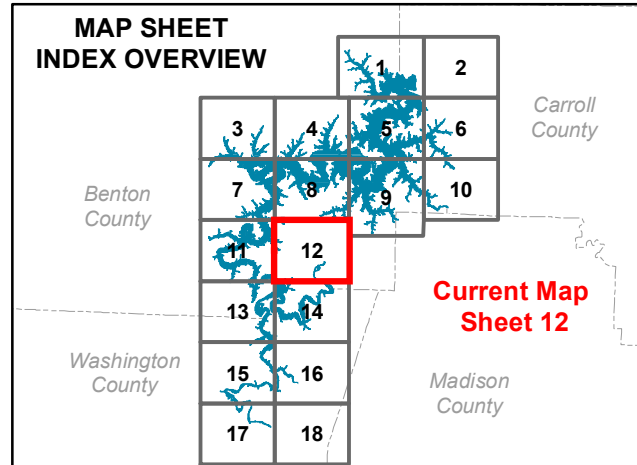 MAP SHEET
INDEX OVERVIEW
1
2
Carroll
County
3
4
5
6
Benton
County
7
8
9
10
11
12
Current Map
Sheet 12
13
14
Washington
County
15
16
Madison
County
17
18